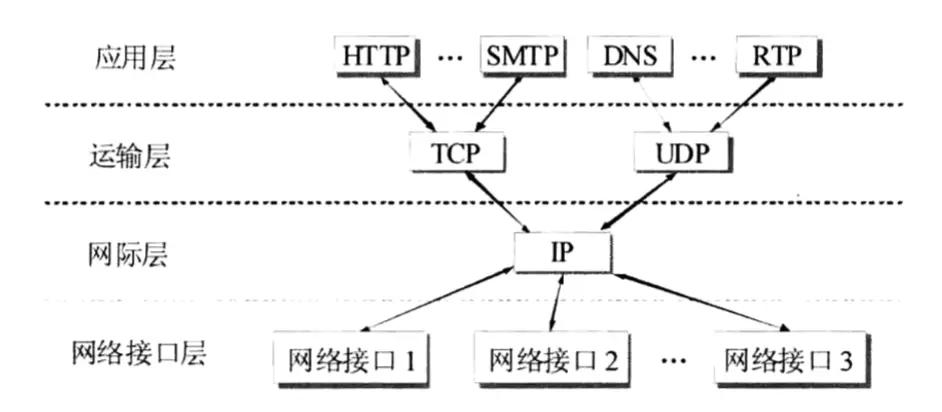 应用层 HTTP ··· SMTP DNS ··· RTP
运输层 TCP UDP
网际层 IP
网络接口层 网络接口 1 网络接口 2 ··· 网络接口 3